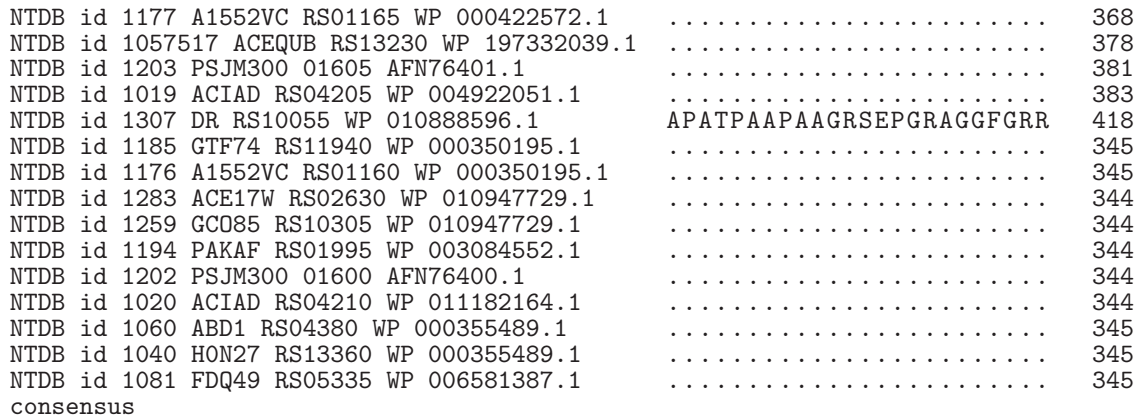 NTDB id 1177 A1552VC RS01165 WP 000422572.1 ........................ 368
NTDB id 1057517 ACEQUB RS13230 WP 197332039.1 ........................ 378
NTDB id 1203 PSJM300 01605 AFN76401.1 ........................ 381
NTDB id 1019 ACIAD RS04205 WP 004922051.1 ........................ 383
NTDB id 1307 DR RS10055 WP 010888596.1 APATPAAPAAGRSEPGRAGGFGRR 418
NTDB id 1185 GTF74 RS11940 WP 000350195.1 ........................ 345
NTDB id 1176 A1552VC RS01160 WP 000350195.1 ........................ 345
NTDB id 1283 ACE17W RS02630 WP 010947729.1 ........................ 344
NTDB id 1259 GCO85 RS10305 WP 010947729.1 ........................ 344
NTDB id 1194 PAKAF RS01995 WP 003084552.1 ........................ 344
NTDB id 1202 PSJM300 01600 AFN76400.1 ........................ 344
NTDB id 1020 ACIAD RS04210 WP 011182164.1 ........................ 344
NTDB id 1060 ABD1 RS04380 WP 000355489.1 ........................ 345
NTDB id 1040 HON27 RS13360 WP 000355489.1 ........................ 345
NTDB id 1081 FDQ49 RS05335 WP 006581387.1 ........................ 345
consensus